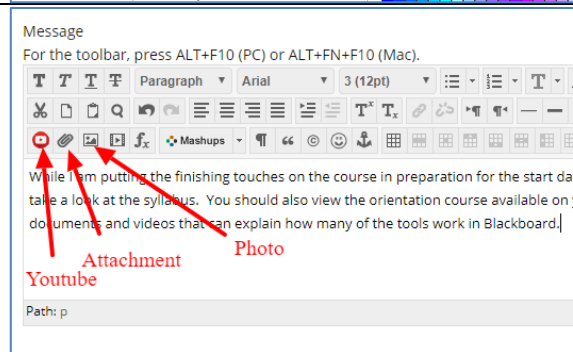 Message
For the toolbar, press ALT+F10 (PC) or ALT+FN+F10 (Mac).
T T T T Paragraph Arial 3 (12pt) T
Tx Tx ¶ ¶
fx Mashups ¶ “ ©
While I am putting the finishing touches on the course in preparation for the start da
take a look at the syllabus. You should also view the orientation course available on
documents and videos that can explain how many of the tools work in Blackboard.
Photo
Attachment
Youtube
Path: p